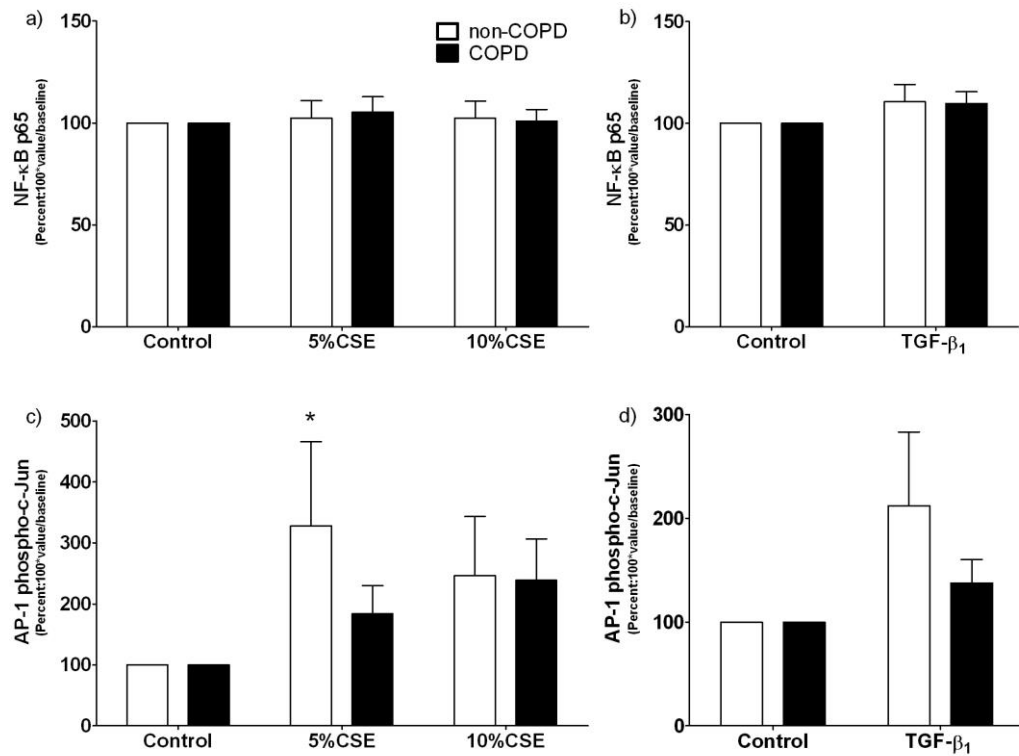 a)
150
100
50
0
NF-κB p65
(Percent:100*value/baseline)
non-COPD
COPD
Control 5%CSE 10%CSE
b)
150
100
50
0
NF-κB p65
(Percent:100*value/baseline)
Control TGF-β₁
c)
500
400
300
200
100
0
AP-1 phospho-c-Jun
(Percent:100*value/baseline)
*
Control 5%CSE 10%CSE
d)
300
200
100
0
AP-1 phospho-c-Jun
(Percent:100*value/baseline)
Control TGF-β₁